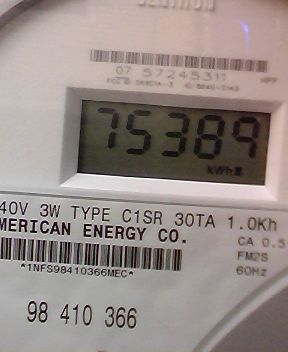 CENTRON
07 57245311
75389
kWh
40V 3W TYPE C1SR 30TA 1.0Kh
MERICAN ENERGY CO.
CA 0.5
*1NFS98410366MEC*
FM2S
60Hz
98 410 366